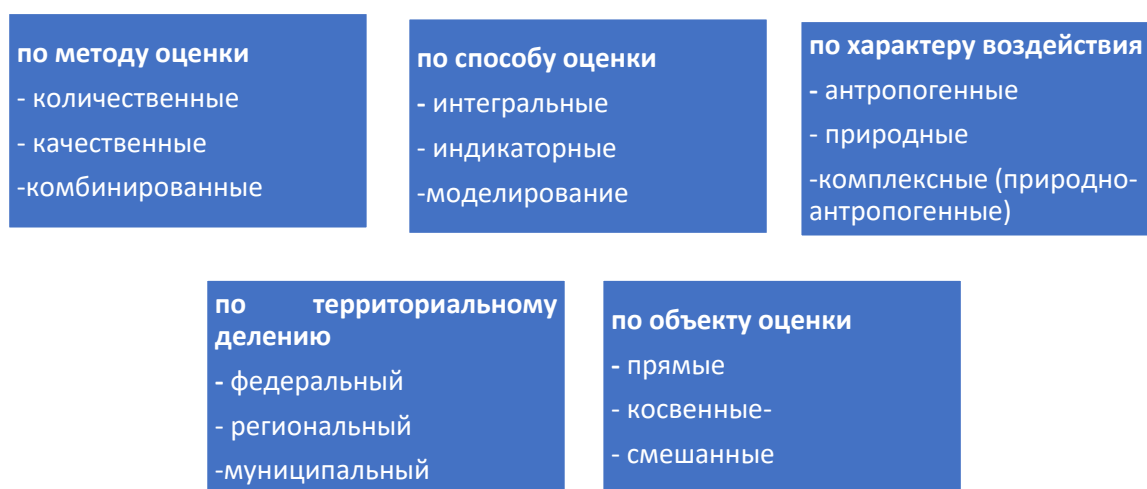 по методу оценки
- количественные
- качественные
-комбинированные
по способу оценки
- интегральные
- индикаторные
-моделирование
по характеру воздействия
- антропогенные
- природные
-комплексные (природно-
антропогенные)
по территориальному
делению
- федеральный
- региональный
-муниципальный
по объекту оценки
- прямые
- косвенные-
- смешанные